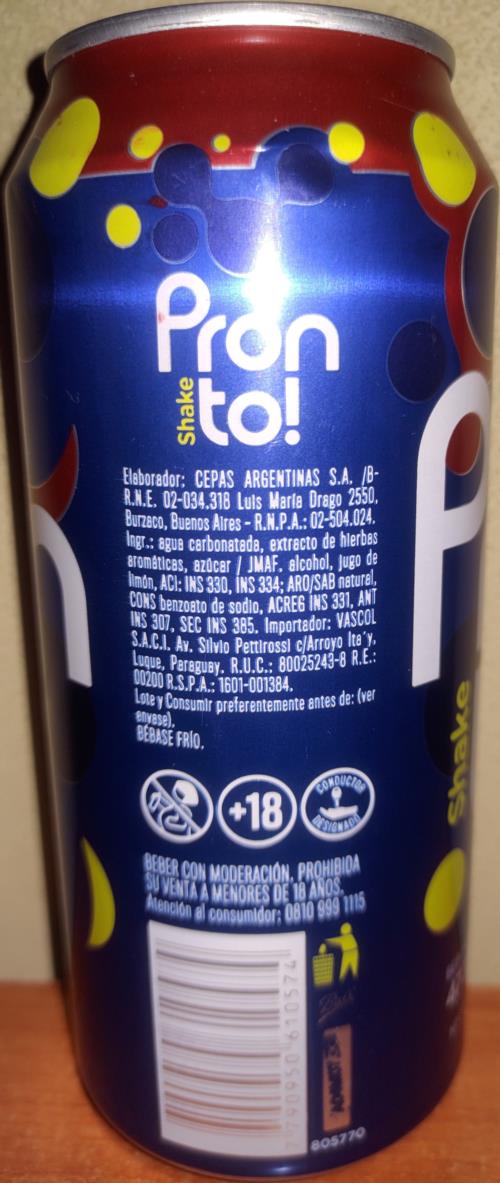 Pron
shake to!
Elaborador: CEPAS ARGENTINAS S.A. /B-
R.N.E. 02-034.318 Luis María Drago 2550,
Burzaco, Buenos Aires - R.N.P.A.: 02-504.024.
Ingr.: agua carbonatada, extracto de hierbas
aromáticas, azúcar / JMAF, alcohol, jugo de
limón, ACI: INS 330, INS 334; ARO/SAB natural,
CONS benzoato de sodio, ACREG INS 331, ANT
INS 307, SEC INS 385. Importador: VASCOL
S.A.C.I. Av. Silvio Pettirossi c/Arroyo Ita´y.
Luque, Paraguay. R.U.C.: 80025243-8 R.E.:
00200 R.S.P.A.: 1601-001384.
Lote y Consumir preferentemente antes de: (ver
envase).
BÉBASE FRÍO.
+18
CONDUCTOR
DESIGNADO
BEBER CON MODERACIÓN. PROHIBIDA
SU VENTA A MENORES DE 18 AÑOS.
Atención al consumidor: 0810 999 1115
7 790950 610574
805770
P
shake